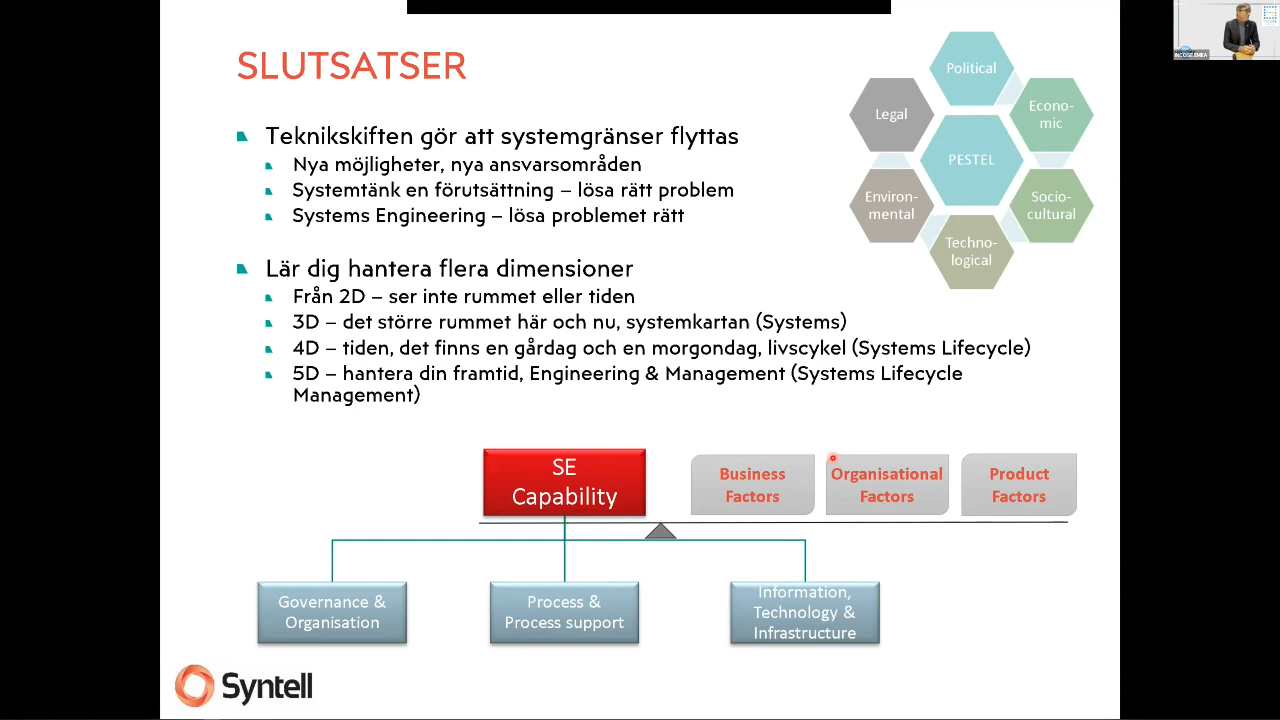 SLUTSATSER
Teknikskiften gör att systemgränser flyttas
Nya möjligheter, nya ansvarsområden
Systemtänk en förutsättning – lösa rätt problem
Systems Engineering – lösa problemet rätt
Lär dig hantera flera dimensioner
Från 2D – ser inte rummet eller tiden
3D – det större rummet här och nu, systemkartan (Systems)
4D – tiden, det finns en gårdag och en morgondag, livscykel (Systems Lifecycle)
5D – hantera din framtid, Engineering & Management (Systems Lifecycle
Management)
Political
Legal
Econo-
mic
PESTEL
Environ-
mental
Socio-
cultural
Techno-
logical
SE
Capability
Business
Factors
Organisational
Factors
Product
Factors
Governance &
Organisation
Process &
Process support
Information,
Technology &
Infrastructure
Syntell
INCOSE EMEA